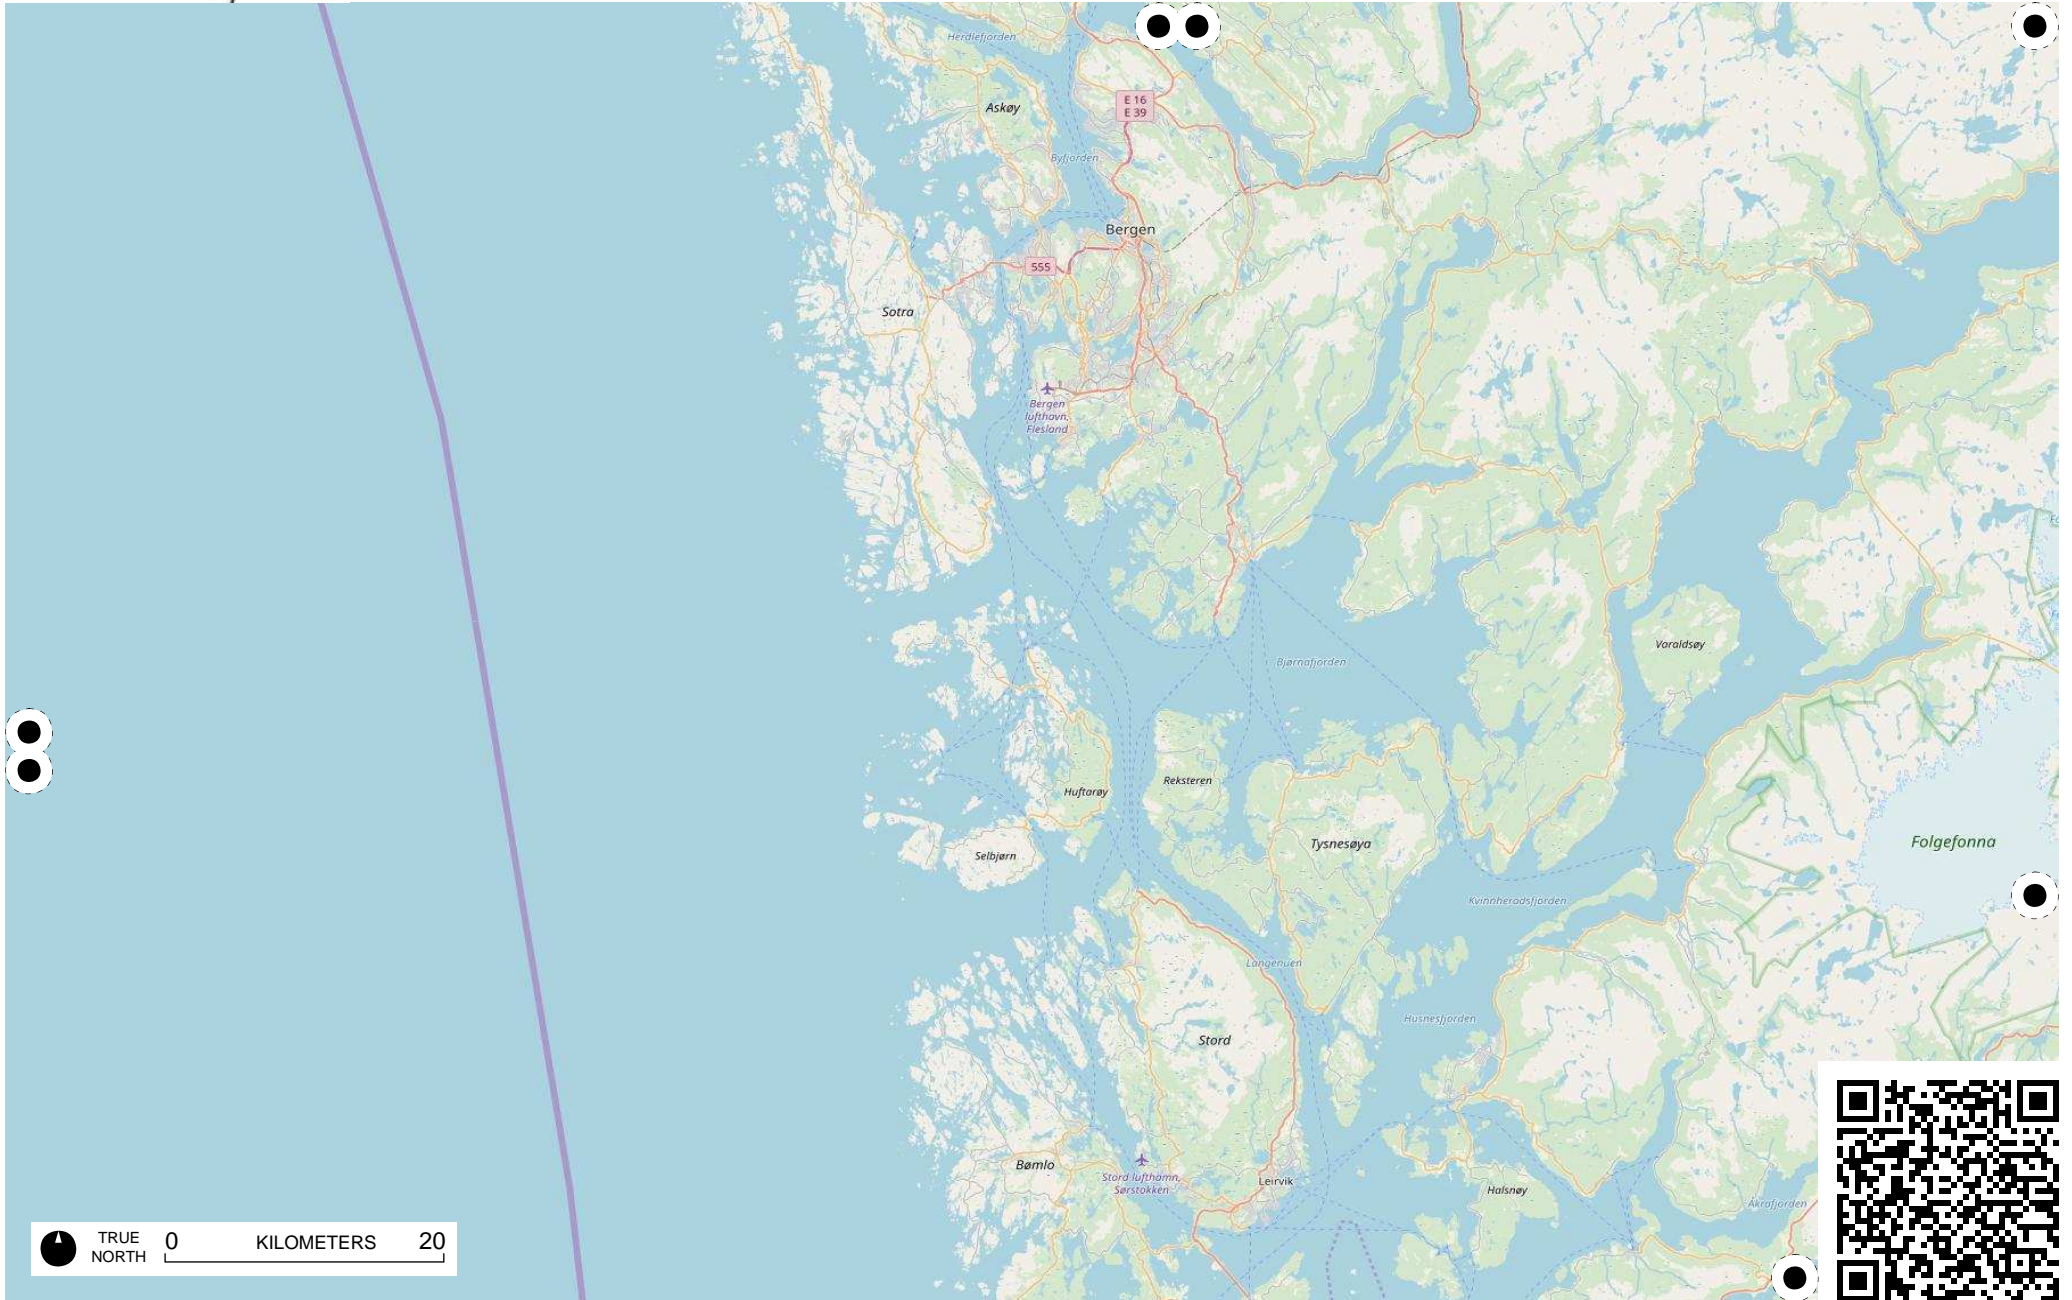 Herdlefjorden
Askøy
E 16
E 39
Byfjorden
Bergen
555
Sotra
Bergen
lufthavn,
Flesland
Varaldsøy
Bjørnafjorden
Reksteren
Huftarøy
Tysnesøya
Folgefonna
Selbjørn
Kvinnheradsfjorden
Langenuen
Husnesfjorden
Stord
Bømlo
Stord lufthamn,
Sørstokken
Leirvik
Halsnøy
Åkrafjorden
TRUE
NORTH
0 KILOMETERS 20